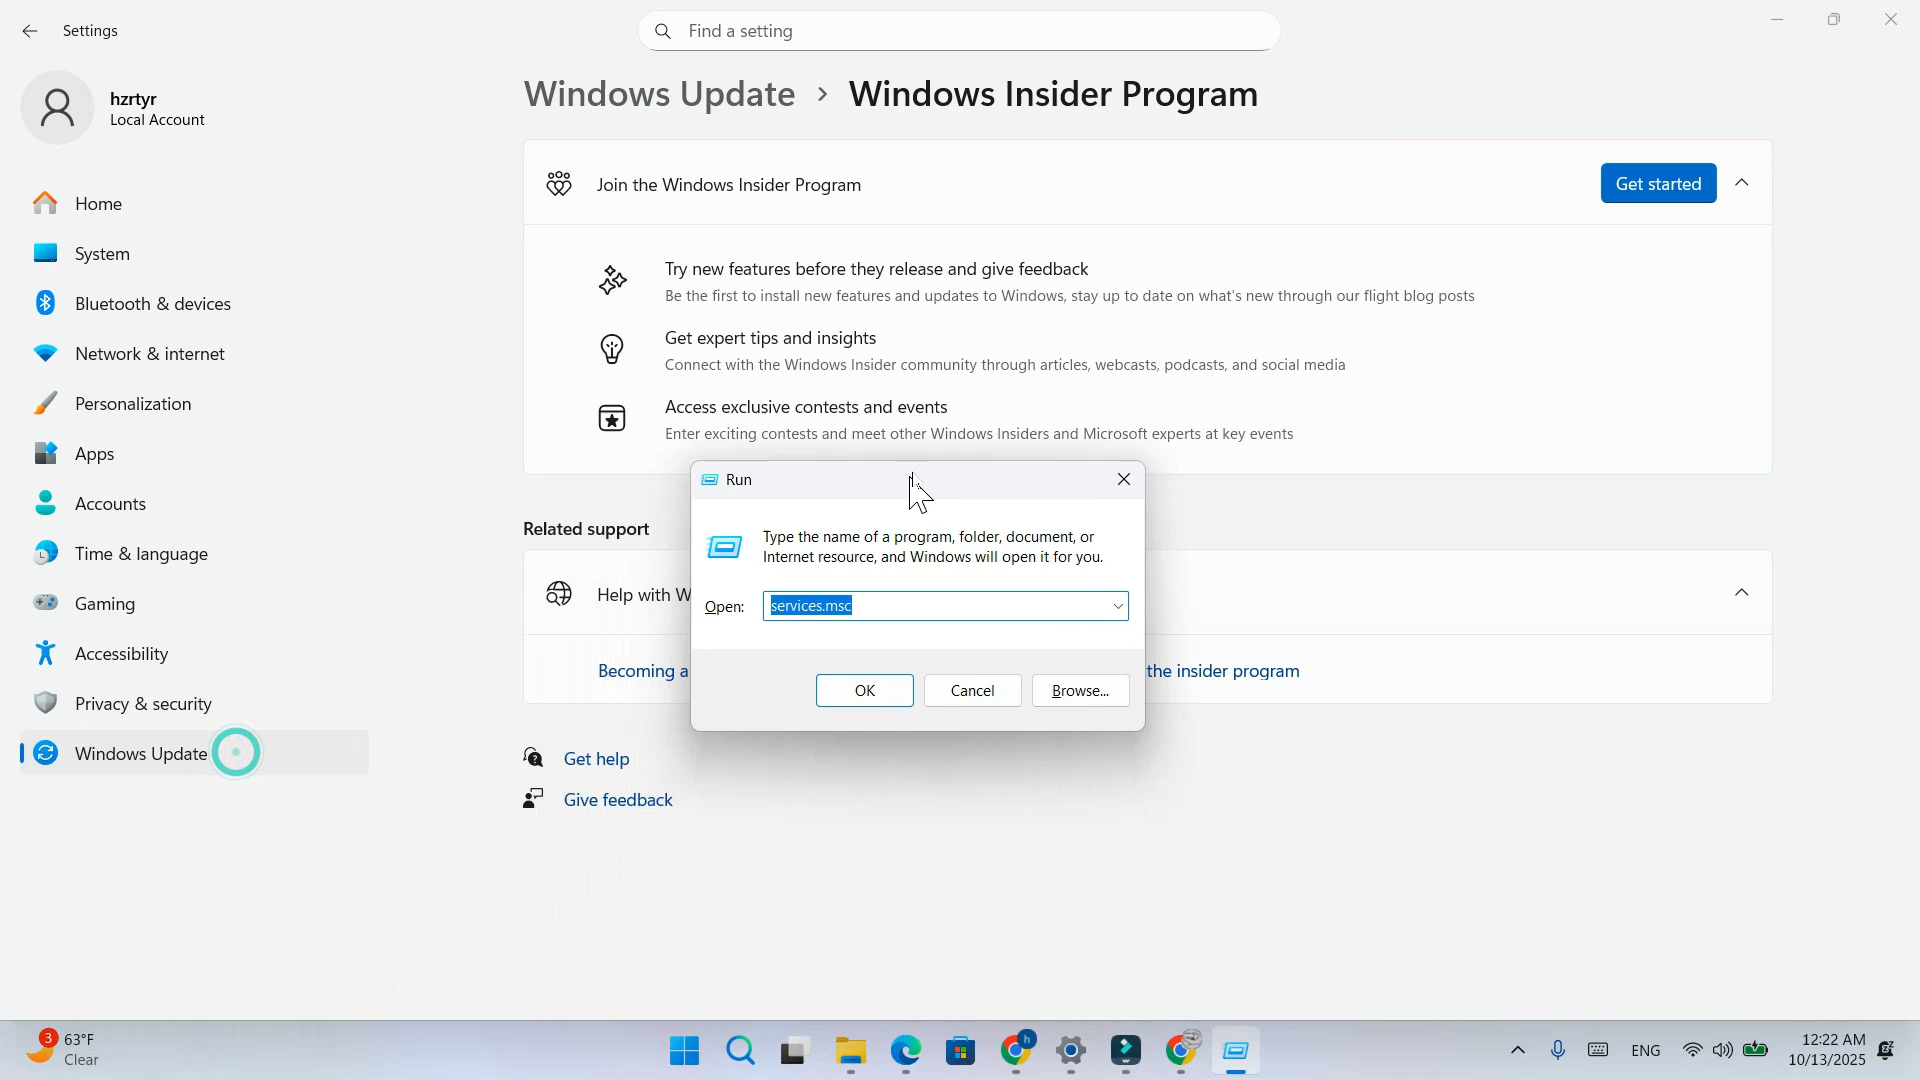 Settings
Find a setting
hzrtyr
Local Account
Home
System
Bluetooth & devices
Network & internet
Personalization
Apps
Accounts
Time & language
Gaming
Accessibility
Privacy & security
Windows Update
Windows Update > Windows Insider Program
Join the Windows Insider Program
Get started
Try new features before they release and give feedback
Be the first to install new features and updates to Windows, stay up to date on what's new through our flight blog posts
Get expert tips and insights
Connect with the Windows Insider community through articles, webcasts, podcasts, and social media
Access exclusive contests and events
Enter exciting contests and meet other Windows Insiders and Microsoft experts at key events
Related support
Help with W
Becoming a
the insider program
Get help
Give feedback
Run
Type the name of a program, folder, document, or
Internet resource, and Windows will open it for you.
Open:
services.msc
OK
Cancel
Browse...
3
63°F
Clear
h
ENG
12:22 AM
10/13/2025